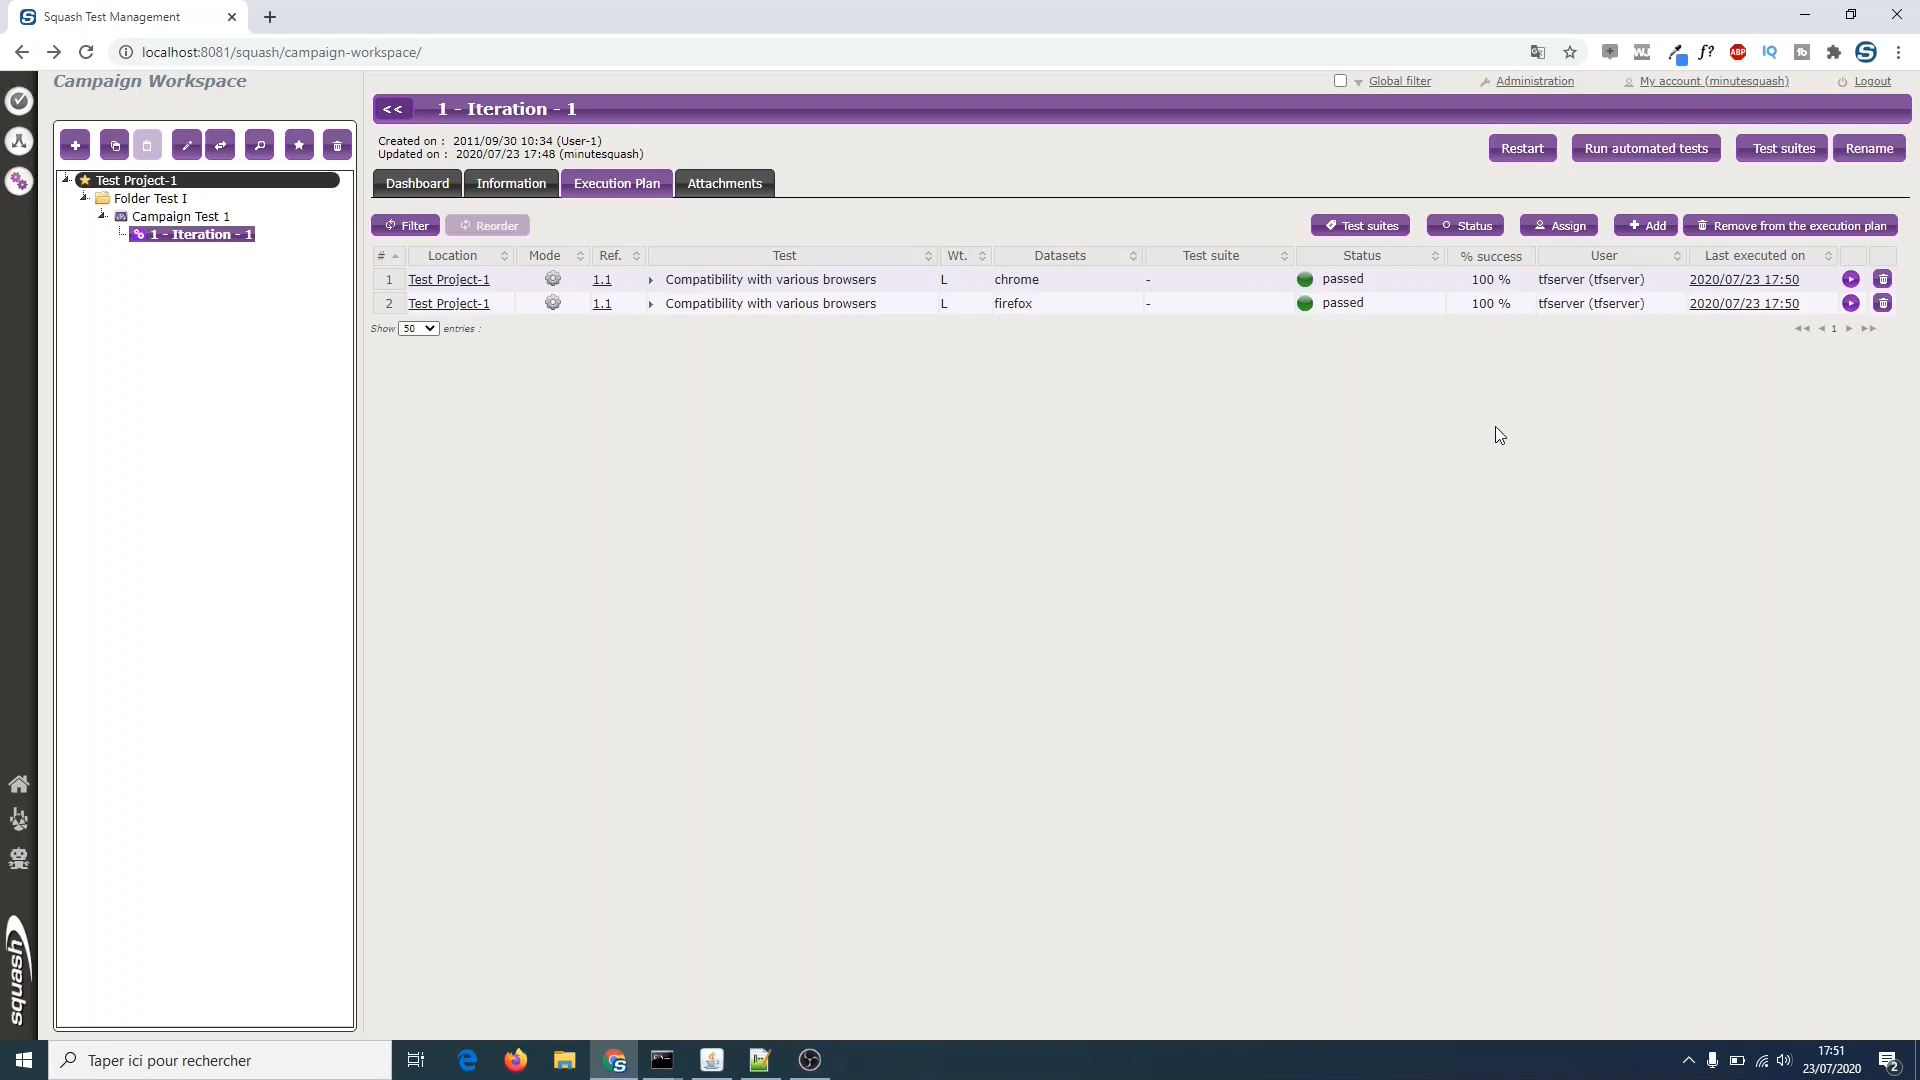 Squash Test Management
localhost:8081/squash/campaign-workspace/
Campaign Workspace
Global filter
Administration
My account (minutesquash)
Logout
<< 1 - Iteration - 1
Created on : 2011/09/30 10:34 (User-1)
Updated on : 2020/07/23 17:48 (minutesquash)
Restart
Run automated tests
Test suites
Rename
Test Project-1
Folder Test I
Campaign Test 1
1 - Iteration - 1
Dashboard
Information
Execution Plan
Attachments
Filter
Reorder
Test suites
Status
Assign
Add
Remove from the execution plan
# Location Mode Ref. Test Wt. Datasets Test suite Status % success User Last executed on
1 Test Project-1 1.1 Compatibility with various browsers L chrome - passed 100 % tfserver (tfserver) 2020/07/23 17:50
2 Test Project-1 1.1 Compatibility with various browsers L firefox - passed 100 % tfserver (tfserver) 2020/07/23 17:50
Show 50 entries :
1
squash
Taper ici pour rechercher
17:51
23/07/2020
2